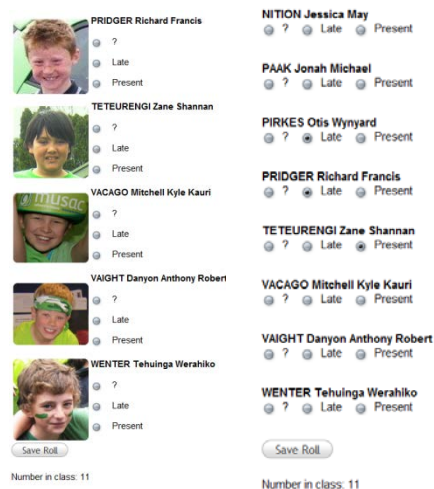 PRIDGER Richard Francis
?
Late
Present
TETEURENGI Zane Shannan
?
Late
Present
musac
VACAGO Mitchell Kyle Kauri
?
Late
Present
VAIGHT Danyon Anthony Robert
?
Late
Present
WENTER Tehuinga Werahiko
?
Late
Present
Save Roll
Number in class: 11
NITION Jessica May
? Late Present
PAAK Jonah Michael
? Late Present
PIRKES Otis Wynyard
? Late Present
PRIDGER Richard Francis
? Late Present
TETEURENGI Zane Shannan
? Late Present
VACAGO Mitchell Kyle Kauri
? Late Present
VAIGHT Danyon Anthony Robert
? Late Present
WENTER Tehuinga Werahiko
? Late Present
Save Roll
Number in class: 11